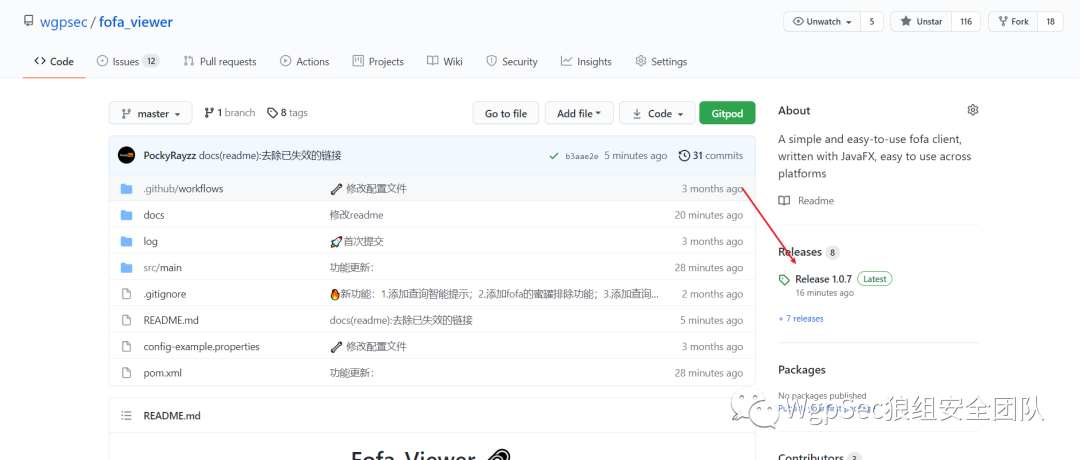 wgpsec / fofa_viewer
Unwatch 5 Unstar 116 Fork 18
Code Issues 12 Pull requests Actions Projects Wiki Security Insights Settings
master 1 branch 8 tags Go to file Add file Code Gitpod
PockyRayzz docs(readme):去除已失效的链接 b3aae2e 5 minutes ago 31 commits
.github/workflows 修改配置文件 3 months ago
docs 修改readme 20 minutes ago
log 🚀首次提交 3 months ago
src/main 功能更新: 28 minutes ago
.gitignore 🔥新功能：1.添加查询智能提示；2.添加fofa的蜜罐排除功能；3.添加查询... 2 months ago
README.md docs(readme):去除已失效的链接 5 minutes ago
config-example.properties 修改配置文件 3 months ago
pom.xml 功能更新: 28 minutes ago
README.md
Fofa_Viewer
About
A simple and easy-to-use fofa client,
written with JavaFX, easy to use across
platforms
Readme
Releases 8
Release 1.0.7 Latest
16 minutes ago
+ 7 releases
Packages
No packages published
Publish your first package
WgpSec狼组安全团队
Contributors 3